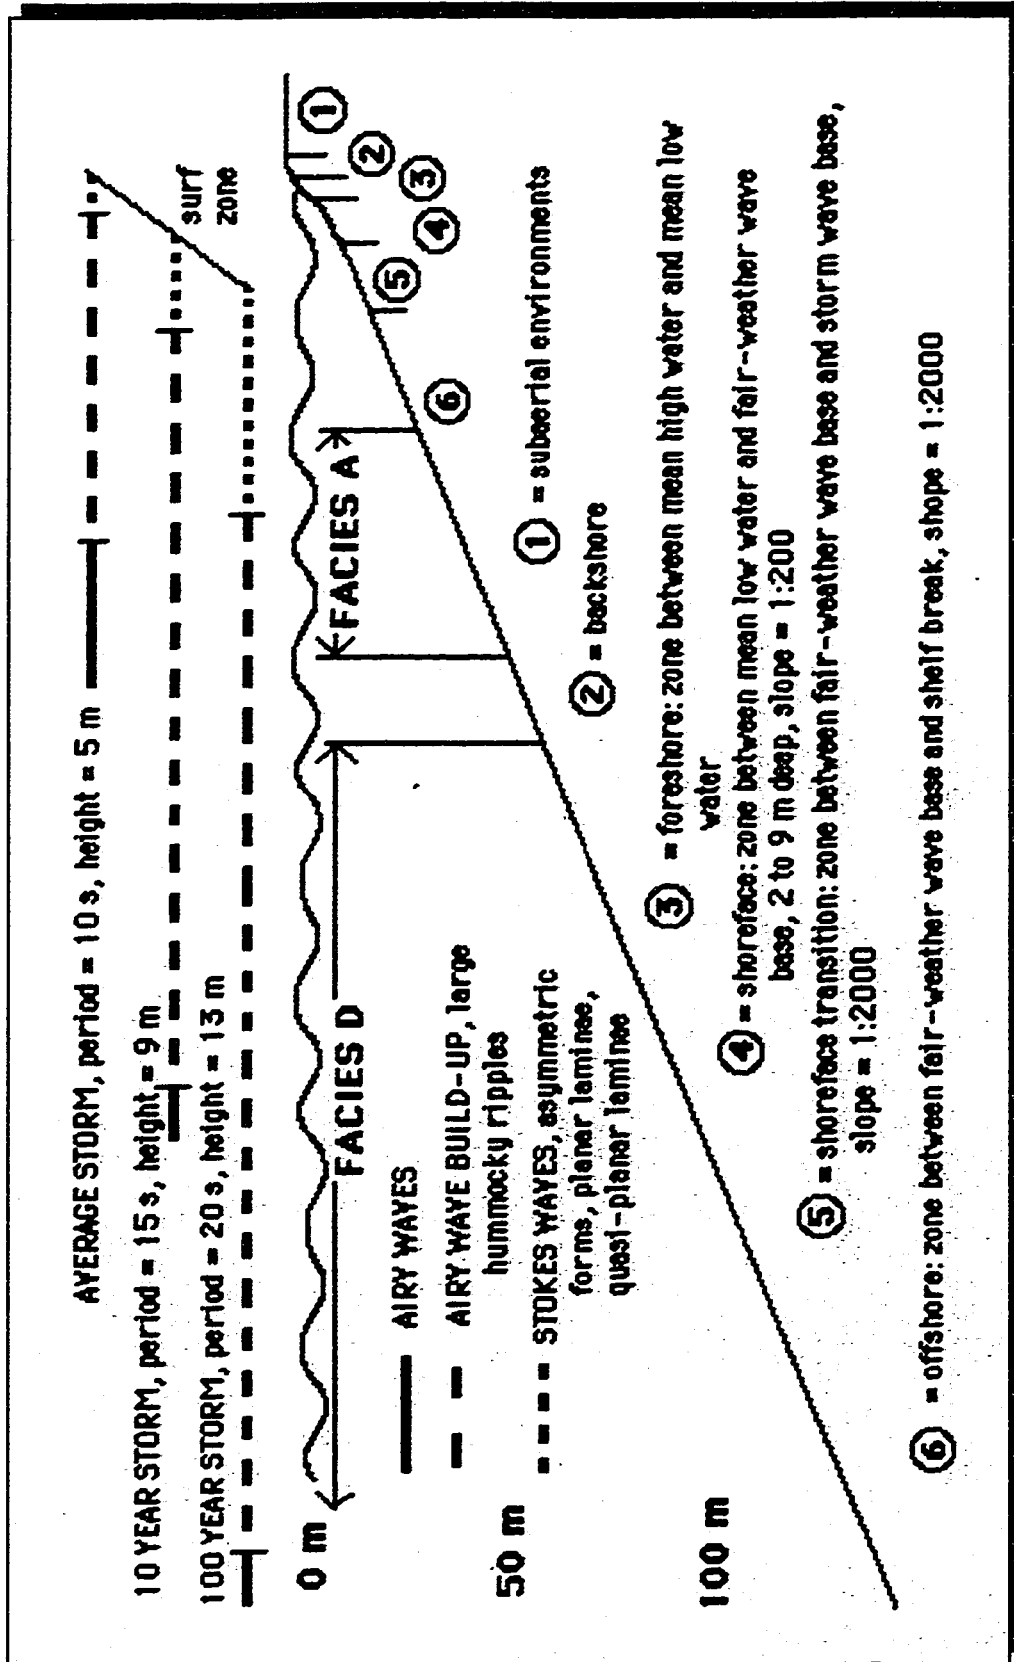 AVERAGE STORM, period = 10 s, height = 5 m
10 YEAR STORM, period = 15 s, height = 9 m
100 YEAR STORM, period = 20 s, height = 13 m
surf
zone
0 m
50 m
100 m
FACIES D
FACIES A
1
2
3
4
5
6
AIRY WAVES
AIRY WAVE BUILD-UP, large
hummocky ripples
STOKES WAVES, asymmetric
forms, planar laminae,
quasi-planar laminae
1 = subaerial environments
2 = backshore
3 = foreshore: zone between mean high water and mean low
water
4 = shoreface: zone between mean low water and fair-weather wave
base, 2 to 9 m deep, slope = 1:200
5 = shoreface transition: zone between fair-weather wave base and storm wave base,
slope = 1:2000
6 = offshore: zone between fair-weather wave base and shelf break, shope = 1:2000